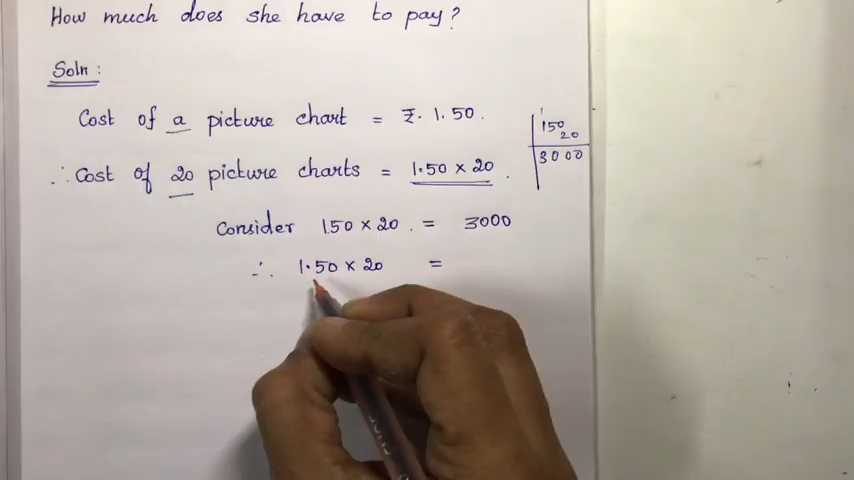 How much does she have to pay?
Soln:
Cost of a picture chart = ₹. 1.50.
∴ Cost of 20 picture charts = 1.50 × 20.
150
20
3000
Consider 150 × 20. = 3000
∴ 1.50 × 20 =